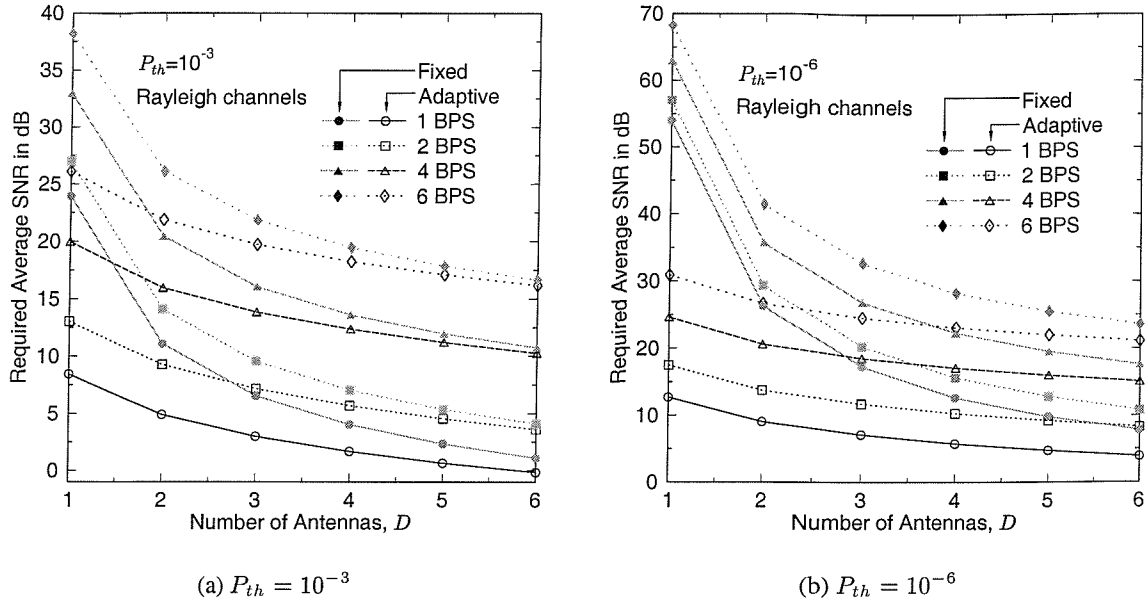 40
35
30
25
20
15
10
5
0
Required Average SNR in dB
P_th=10^-3
Rayleigh channels
Fixed
Adaptive
1 BPS
2 BPS
4 BPS
6 BPS
1 2 3 4 5 6
Number of Antennas, D
(a) P_th = 10^-3
70
60
50
40
30
20
10
0
Required Average SNR in dB
P_th=10^-6
Rayleigh channels
Fixed
Adaptive
1 BPS
2 BPS
4 BPS
6 BPS
1 2 3 4 5 6
Number of Antennas, D
(b) P_th = 10^-6